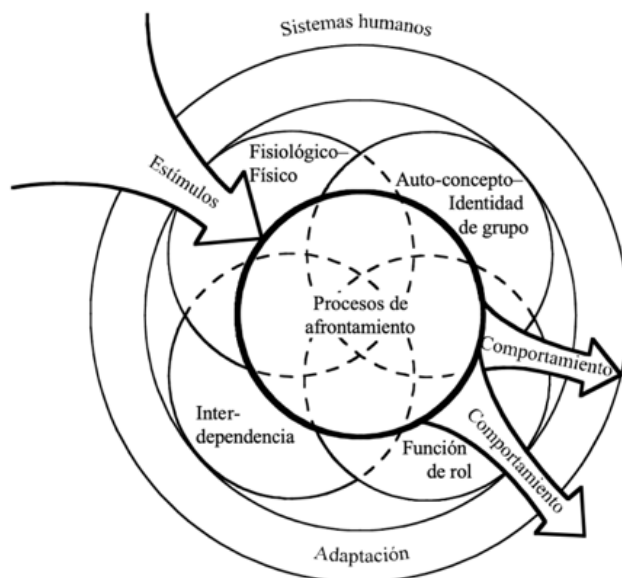 Sistemas humanos
Estímulos
Fisiológico–
Físico
Auto-concepto–
Identidad
de grupo
Procesos de
afrontamiento
Comportamiento
Inter-
dependencia
Función
de rol
Comportamiento
Adaptación